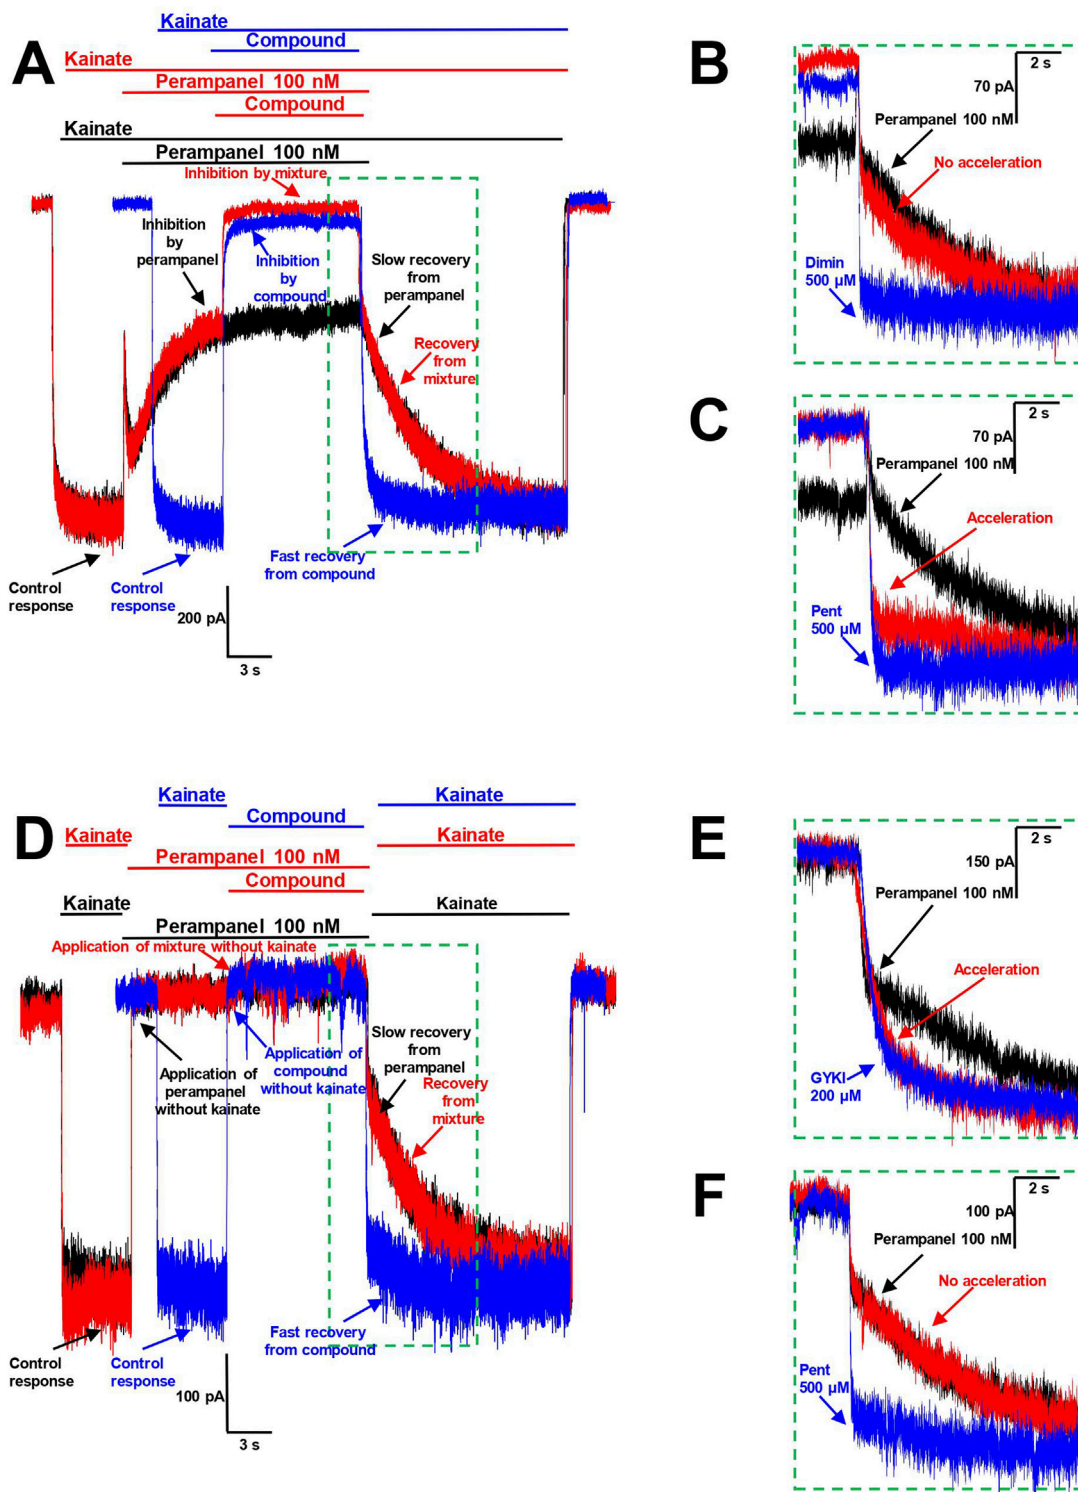 A
Kainate
Compound
Kainate
Perampanel 100 nM
Compound
Kainate
Perampanel 100 nM
Inhibition by mixture
Inhibition
by
perampanel
Inhibition
by
compound
Slow recovery
from
perampanel
Recovery
from
mixture
Fast recovery
from compound
Control
response
Control
response
200 pA
3 s
B
2 s
70 pA
Perampanel 100 nM
No acceleration
Dimin
500 µM
C
2 s
70 pA
Perampanel 100 nM
Acceleration
Pent
500 µM
D
Kainate
Kainate
Compound
Kainate
Kainate
Perampanel 100 nM
Compound
Kainate
Kainate
Perampanel 100 nM
Application of mixture without kainate
Application of
perampanel
without kainate
Application of
compound
without kainate
Slow recovery
from
perampanel
Recovery
from
mixture
Fast recovery
from compound
Control
response
Control
response
100 pA
3 s
E
2 s
150 pA
Perampanel 100 nM
Acceleration
GYKI
200 µM
F
2 s
100 pA
Perampanel
100 nM
No acceleration
Pent
500 µM